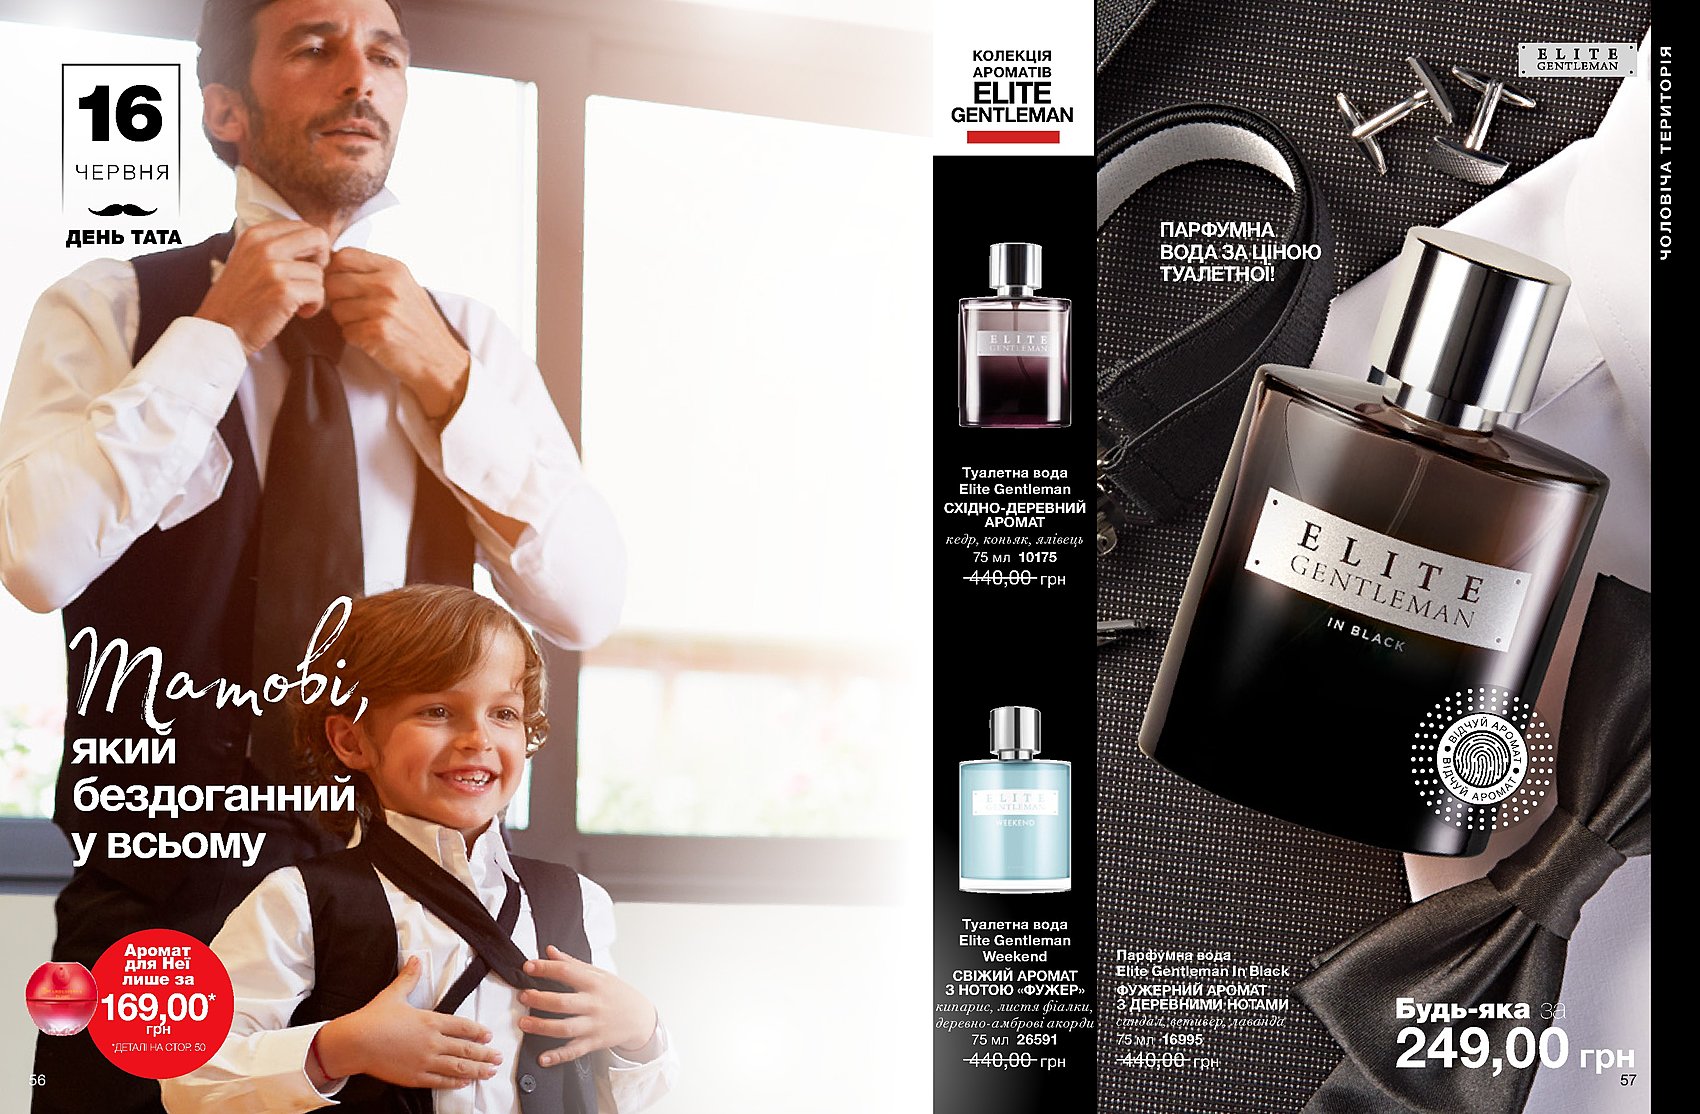 16
ЧЕРВНЯ
ДЕНЬ ТАТА
Татові,
який
бездоганний
у всьому
Аромат
для Неї
лише за
169,00*
грн
*ДЕТАЛІ НА СТОР. 50
56
КОЛЕКЦІЯ
АРОМАТІВ
ELITE
GENTLEMAN
ELITE
GENTLEMAN
Туалетна вода
Elite Gentleman
СХІДНО-ДЕРЕВНИЙ
АРОМАТ
кедр, коньяк, ялівець
75 мл 10175
440,00 грн
ELITE
GENTLEMAN
WEEKEND
Туалетна вода
Elite Gentleman
Weekend
СВІЖИЙ АРОМАТ
З НОТОЮ «ФУЖЕР»
кипарис, листя фіалки,
деревно-амброві акорди
75 мл 26591
440,00 грн
ELITE
GENTLEMAN
ЧОЛОВІЧА ТЕРИТОРІЯ
ПАРФУМНА
ВОДА ЗА ЦІНОЮ
ТУАЛЕТНОЇ!
ELITE
GENTLEMAN
IN BLACK
ВІДЧУЙ АРОМАТ
ВІДЧУЙ АРОМАТ
Парфумна вода
Elite Gentleman In Black
ФУЖЕРНИЙ АРОМАТ
З ДЕРЕВНИМИ НОТАМИ
сандал, ветивер, лаванда
75 мл 16995
440,00 грн
Будь-яка за
249,00 грн
57